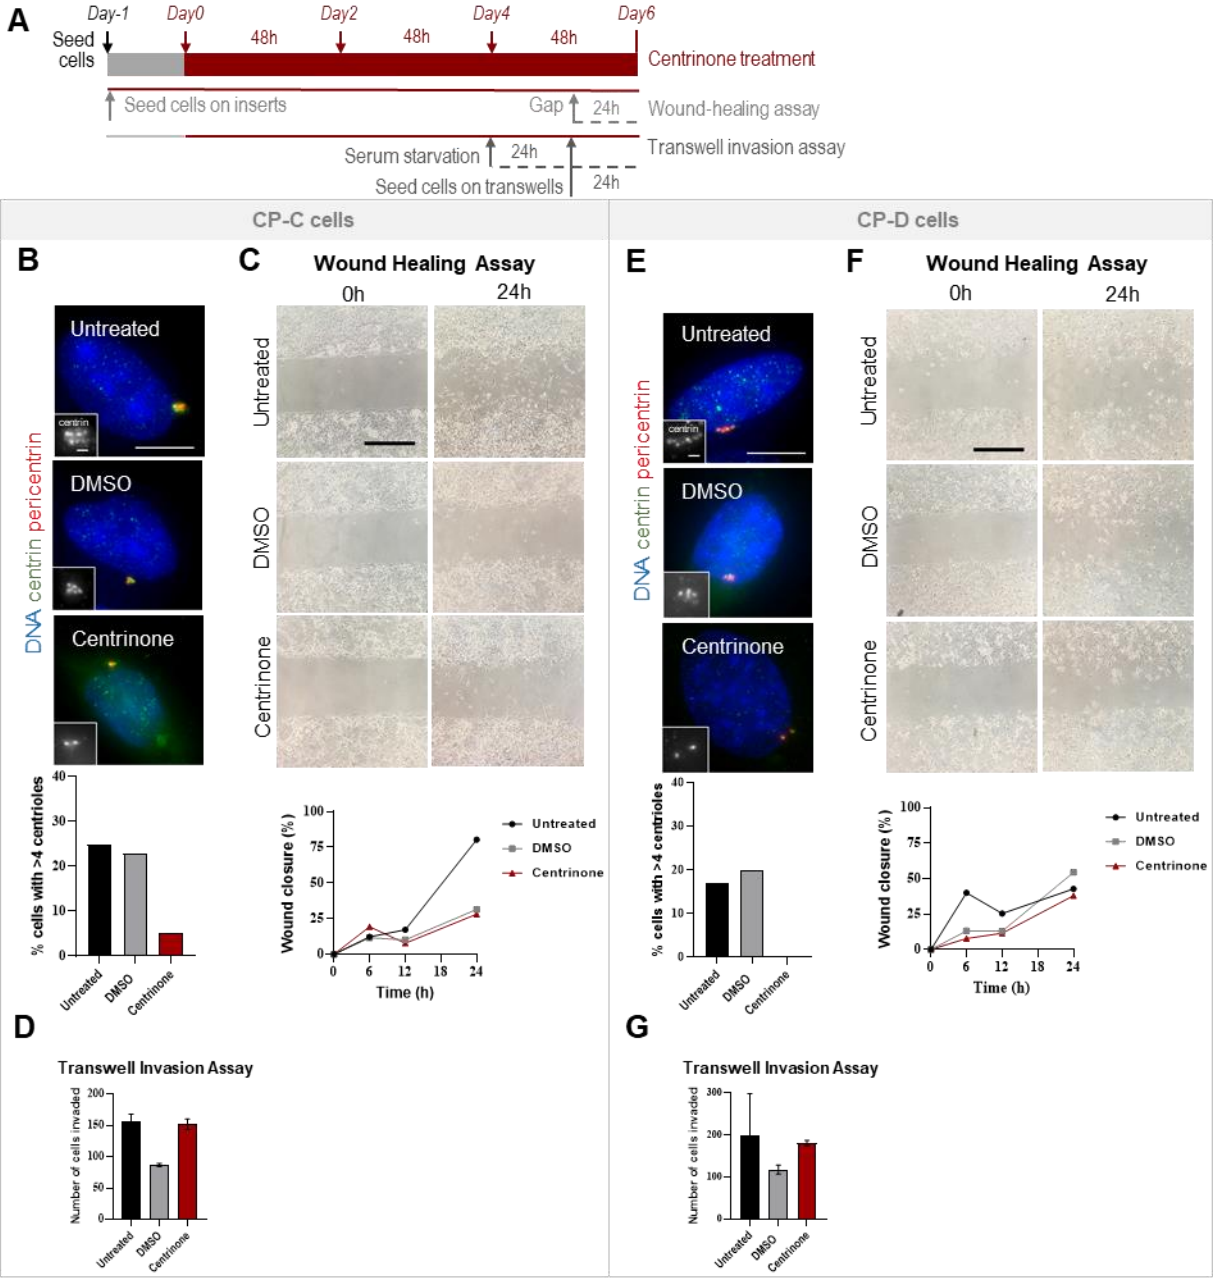 A
Day-1 Day0 Day2 Day4 Day6
Seed cells
48h 48h 48h
Centrinone treatment
Seed cells on inserts
Gap 24h
Wound-healing assay
Serum starvation 24h
Transwell invasion assay
Seed cells on transwells 24h
CP-C cells
CP-D cells
B
DNA centrin pericentrin
Untreated
centrin
DMSO
Centrinone
% cells with >4 centrioles
40
30
20
10
0
Untreated DMSO Centrinone
C
Wound Healing Assay
0h 24h
Untreated
DMSO
Centrinone
Wound closure (%)
100
75
50
25
0
0 6 12 18 24
Time (h)
Untreated
DMSO
Centrinone
D
Transwell Invasion Assay
Number of cells invaded
200
150
100
50
0
Untreated DMSO Centrinone
E
DNA centrin pericentrin
Untreated
centrin
DMSO
Centrinone
% cells with >4 centrioles
40
30
20
10
0
Untreated DMSO Centrinone
F
Wound Healing Assay
0h 24h
Untreated
DMSO
Centrinone
Wound closure (%)
100
75
50
25
0
0 6 12 18 24
Time (h)
Untreated
DMSO
Centrinone
G
Transwell Invasion Assay
Number of cells invaded
300
200
100
0
Untreated DMSO Centrinone